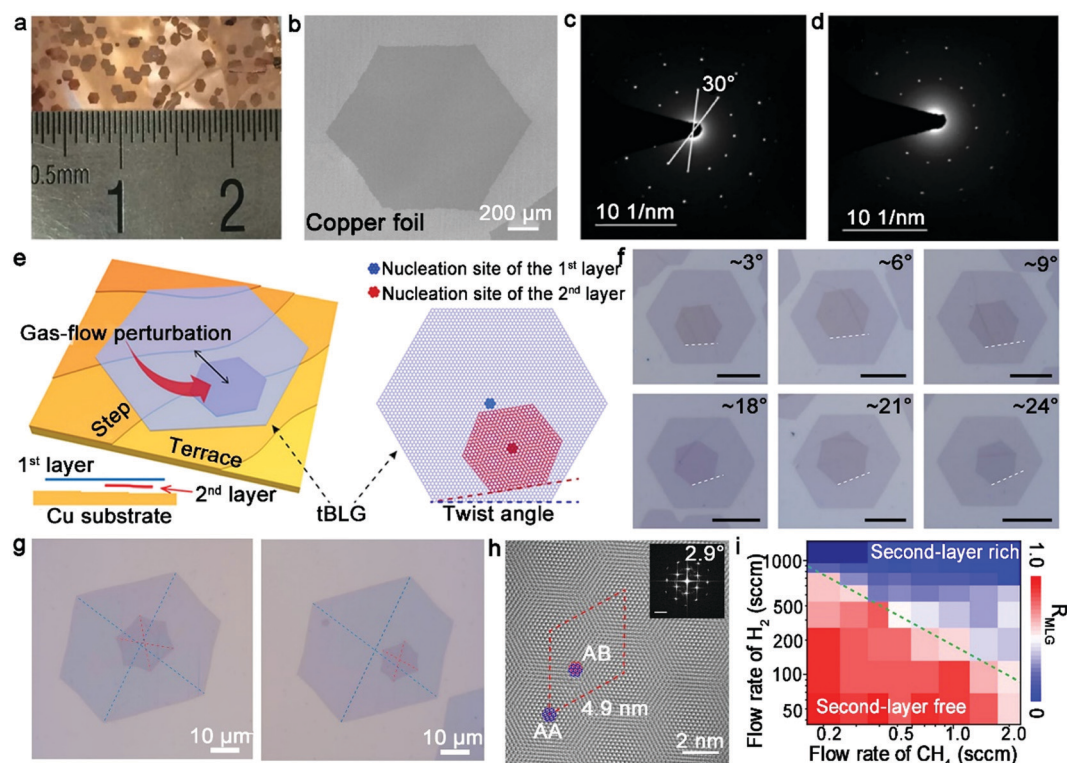 a
0.5mm
1 2
b
Copper foil
200 µm
c
30°
10 1/nm
d
10 1/nm
e
Gas-flow perturbation
Step
Terrace
1st layer
2nd layer
Cu substrate
tBLG
Nucleation site of the 1st layer
Nucleation site of the 2nd layer
Twist angle
f
~3°
~6°
~9°
~18°
~21°
~24°
g
10 µm
10 µm
h
2.9°
AB
4.9 nm
AA
2 nm
i
Flow rate of H2 (sccm)
1000
500
200
100
50
Second-layer rich
Second-layer free
0.2 0.5 1.0 2.0
Flow rate of CH4 (sccm)
1.0
RMLG
0